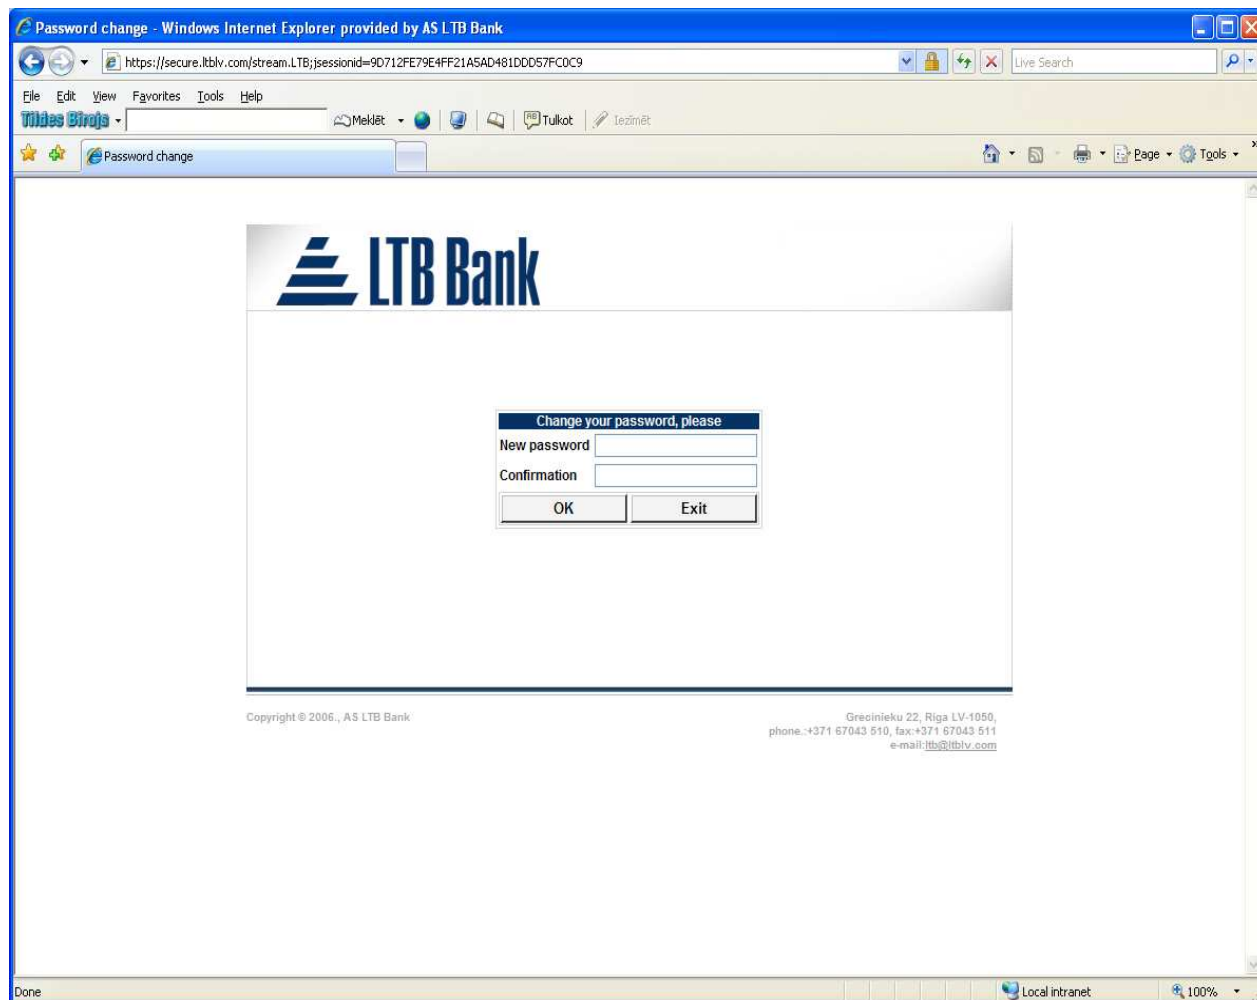 Password change - Windows Internet Explorer provided by AS LTB Bank
https://secure.ltblv.com/stream.LTB;jsessionid=9D712FE79E4FF21A5AD481DDD57FC0C9
Live Search
File Edit View Favorites Tools Help
Tildes Birojs
Meklēt
Tulkot
Iezīmēt
Password change
Page
Tools
LTB Bank
Change your password, please
New password
Confirmation
OK
Exit
Copyright © 2006., AS LTB Bank
Grecinieku 22, Riga LV-1050,
phone.:+371 67043 510, fax:+371 67043 511
e-mail:ltb@ltblv.com
Done
Local intranet
100%